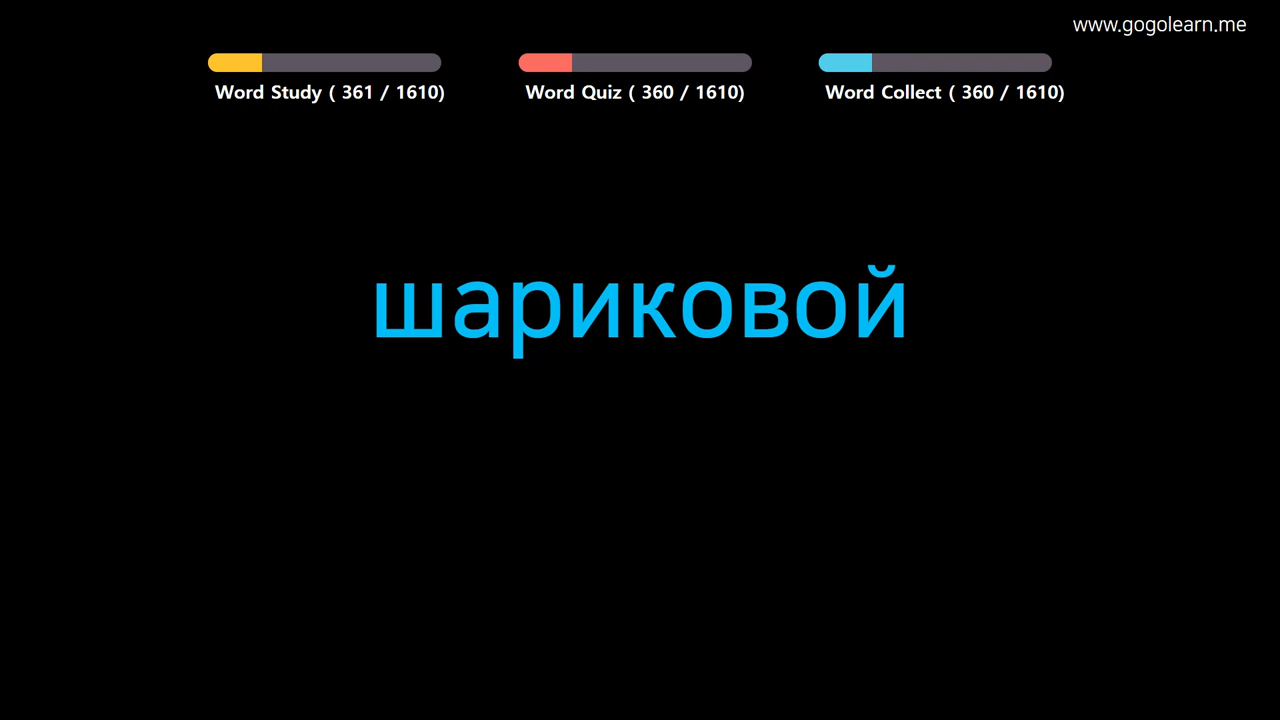 www.gogolearn.me
Word Study ( 361 / 1610)
Word Quiz ( 360 / 1610)
Word Collect ( 360 / 1610)
шариковой